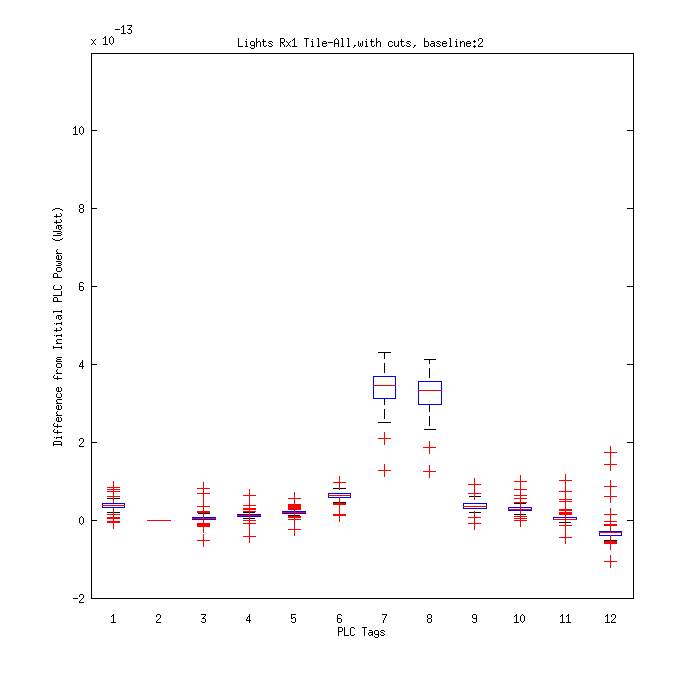 x 10^-13
Lights Rx1 Tile-All,with cuts, baseline:2
Difference from Initial PLC Power (Watt)
10
8
6
4
2
0
-2
1 2 3 4 5 6 7 8 9 10 11 12
PLC Tags